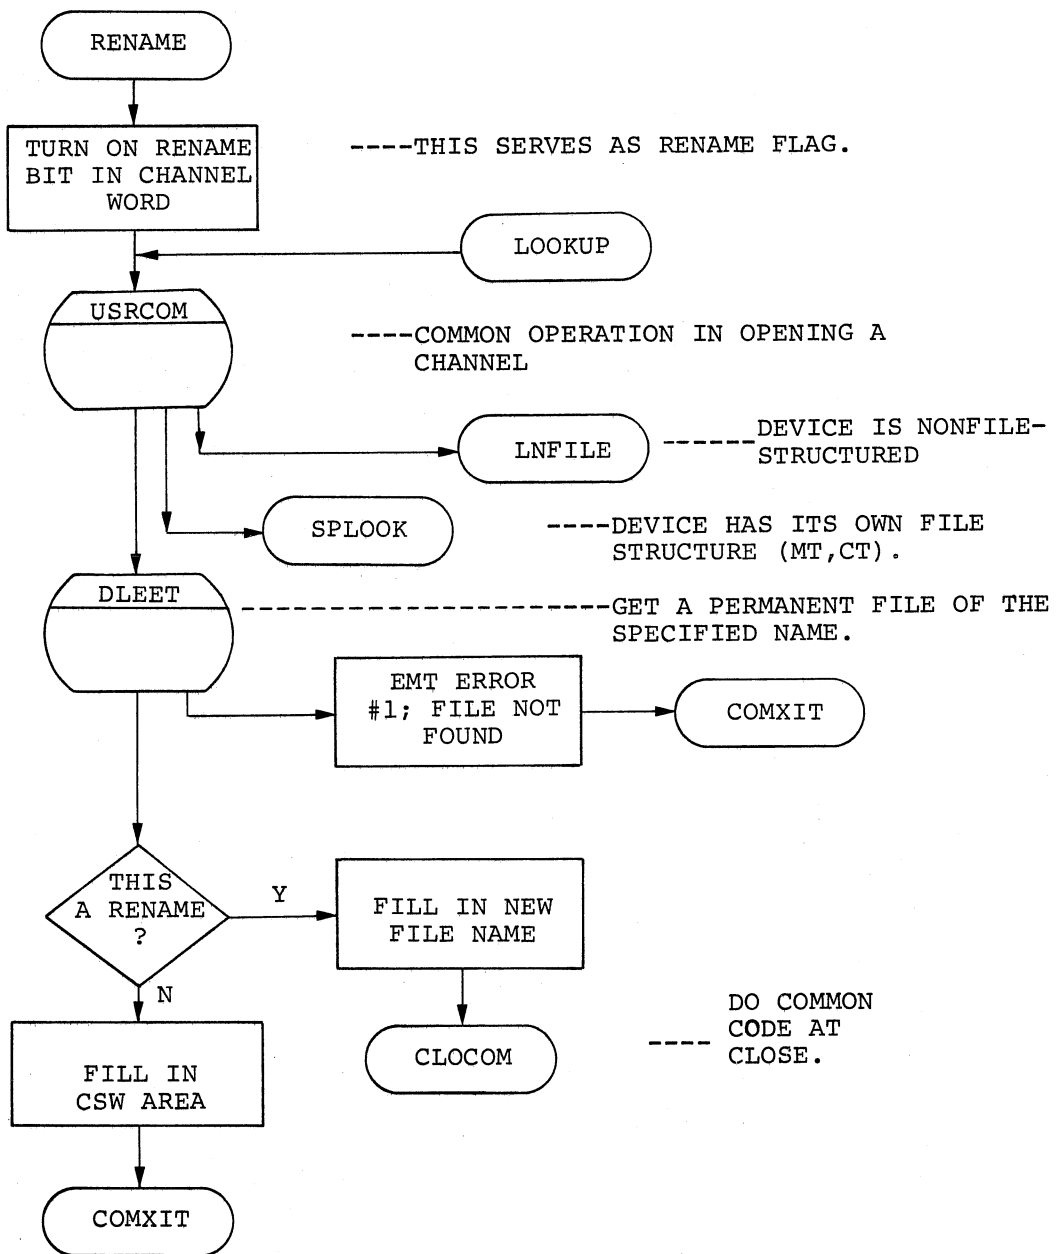 RENAME
TURN ON RENAME
BIT IN CHANNEL
WORD
----THIS SERVES AS RENAME FLAG.
LOOKUP
USRCOM
----COMMON OPERATION IN OPENING A
CHANNEL
LNFILE
------DEVICE IS NONFILE-
STRUCTURED
SPLOOK
----DEVICE HAS ITS OWN FILE
STRUCTURE (MT,CT).
DLEET
-----------------------GET A PERMANENT FILE OF THE
SPECIFIED NAME.
EMT ERROR
#1; FILE NOT
FOUND
COMXIT
THIS
A RENAME
?
Y
FILL IN NEW
FILE NAME
N
FILL IN
CSW AREA
CLOCOM
---- DO COMMON
CODE AT
CLOSE.
COMXIT